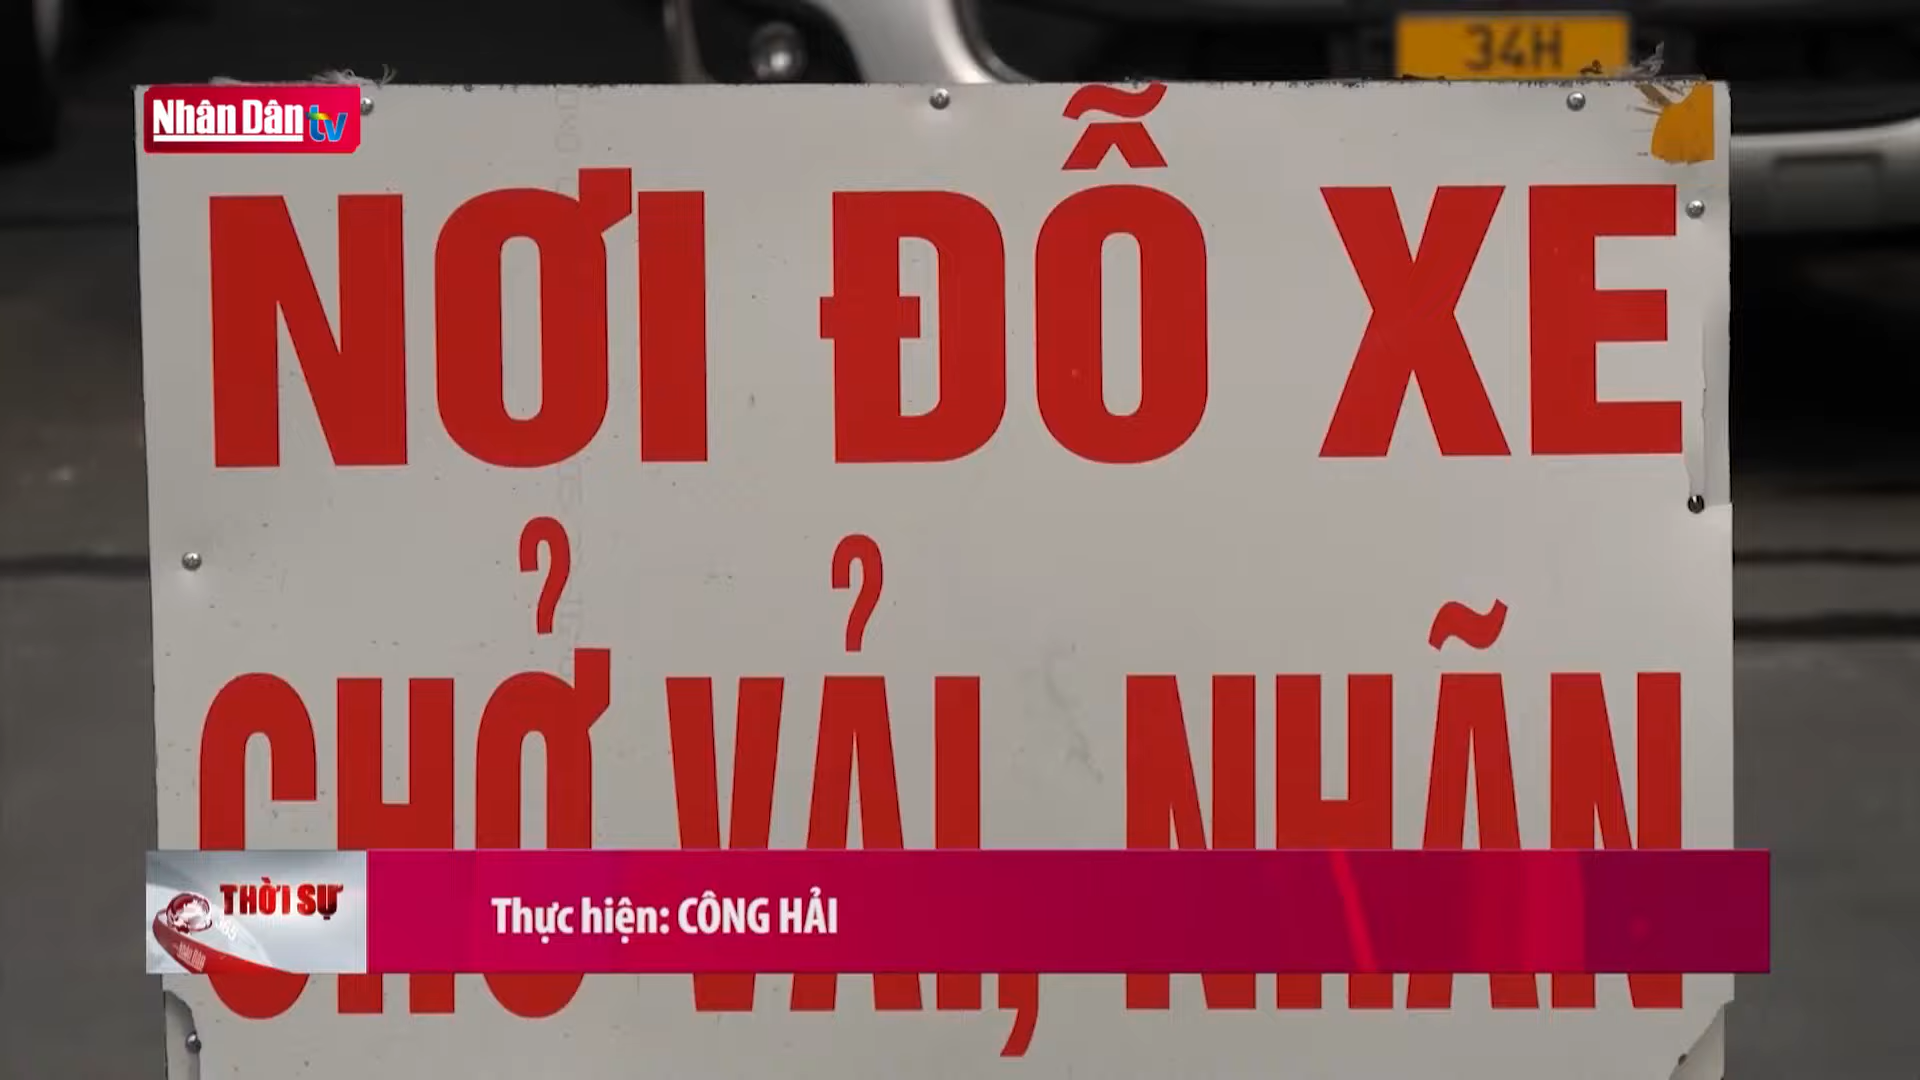 34H
Nhân Dân tv
NƠI ĐỖ XE
CHỞ VẢI, NHÃN
THỜI SỰ
Thực hiện: CÔNG HẢI